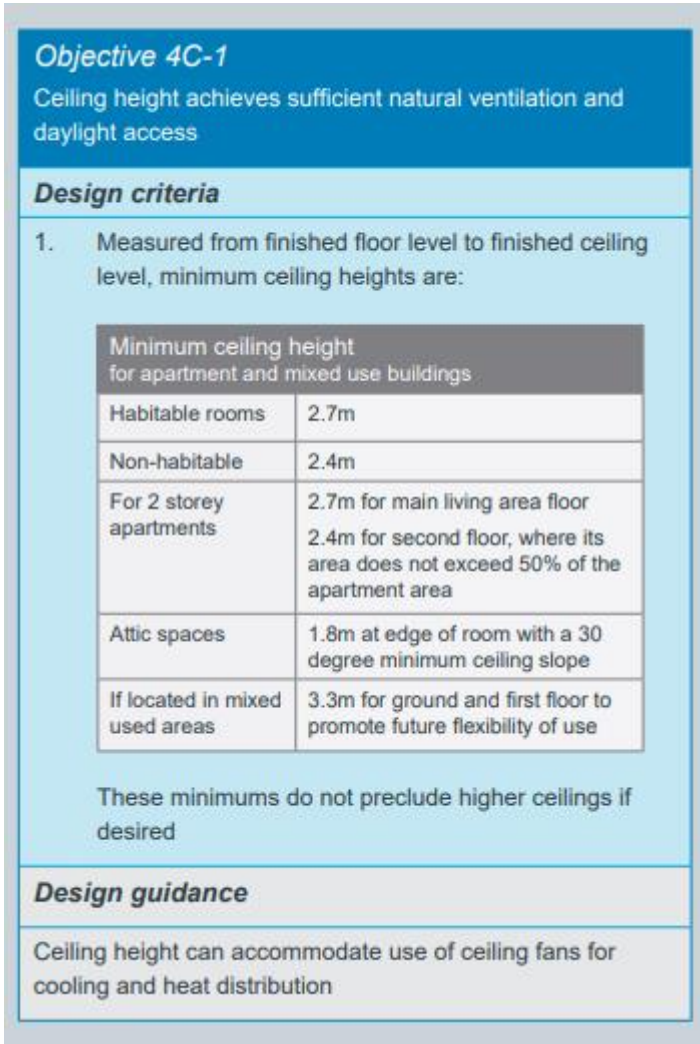 Objective 4C-1
Ceiling height achieves sufficient natural ventilation and
daylight access
Design criteria
1. Measured from finished floor level to finished ceiling
level, minimum ceiling heights are:
Minimum ceiling height
for apartment and mixed use buildings
Habitable rooms 2.7m
Non-habitable 2.4m
For 2 storey
apartments
2.7m for main living area floor
2.4m for second floor, where its
area does not exceed 50% of the
apartment area
Attic spaces
1.8m at edge of room with a 30
degree minimum ceiling slope
If located in mixed
used areas
3.3m for ground and first floor to
promote future flexibility of use
These minimums do not preclude higher ceilings if
desired
Design guidance
Ceiling height can accommodate use of ceiling fans for
cooling and heat distribution